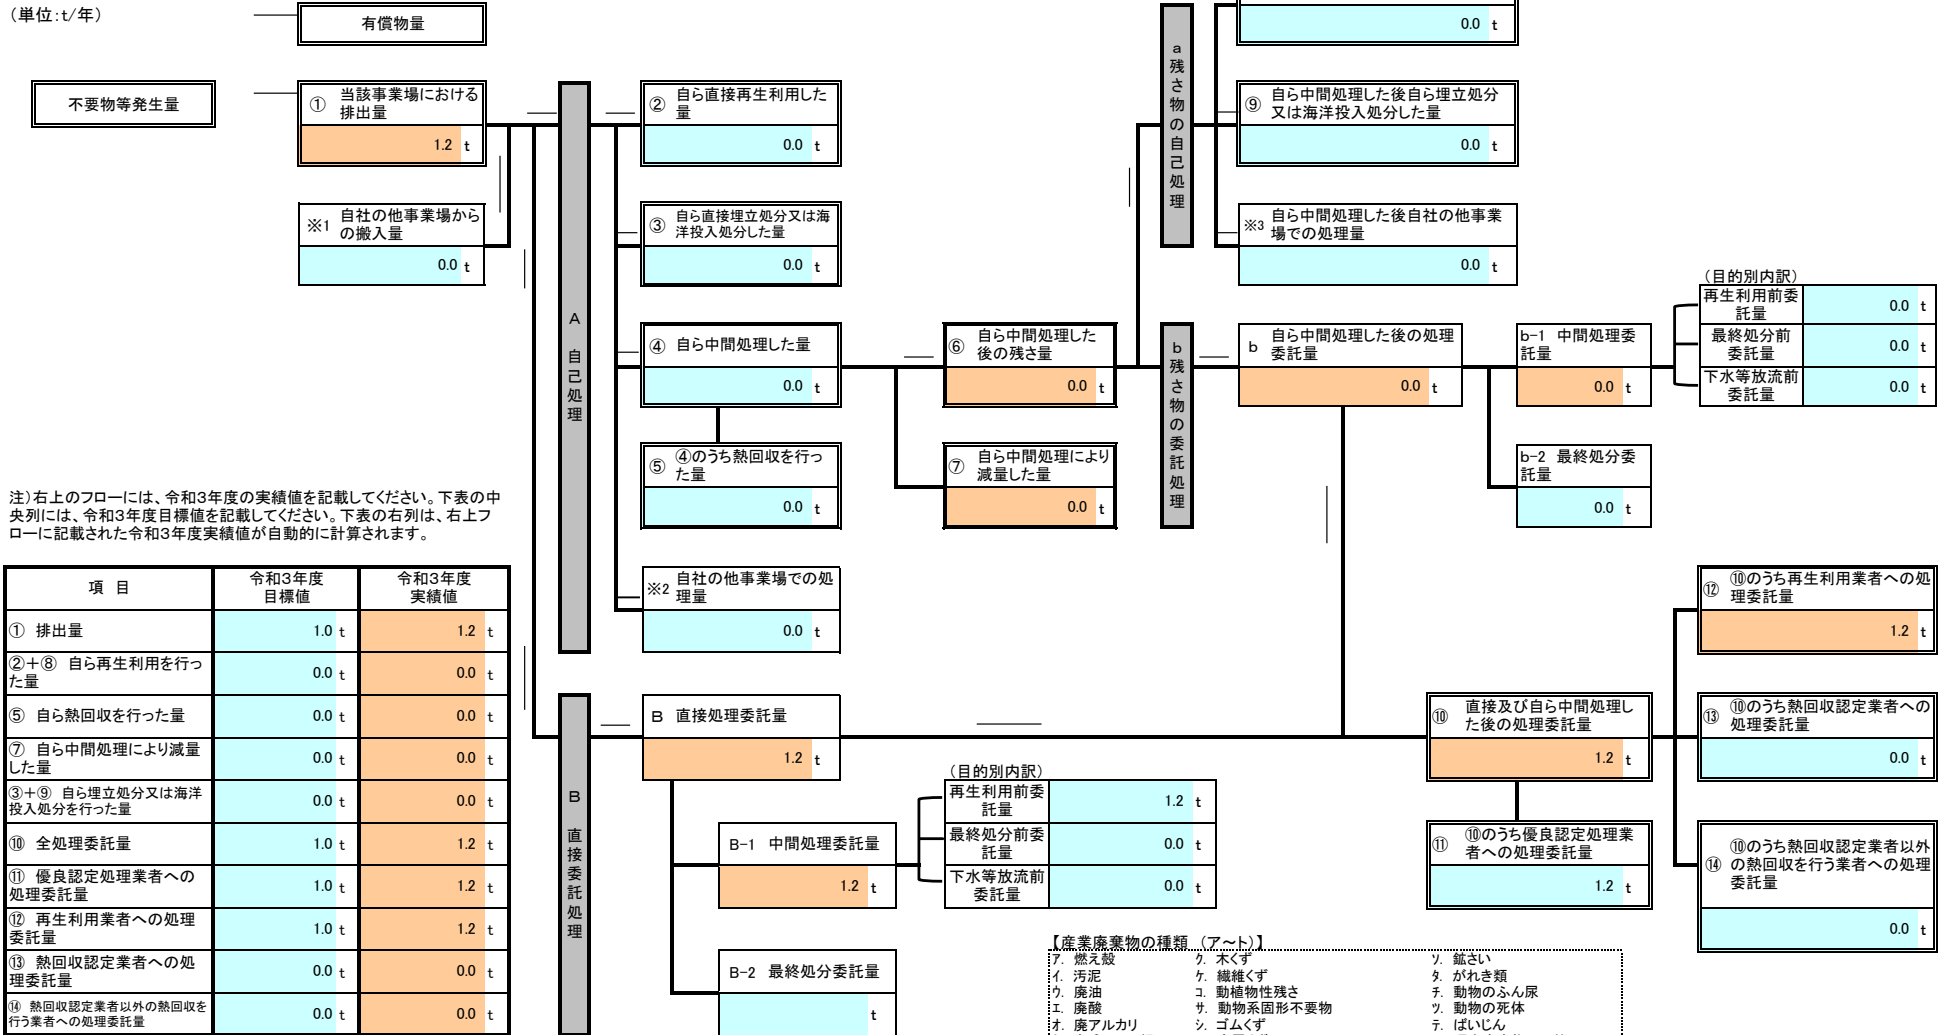 (単位:t/年)
有償物量
不要物等発生量
① 当該事業場における
排出量
1.2 t
※1 自社の他事業場から
の搬入量
0.0 t
A 自己処理
② 自ら直接再生利用した
量
0.0 t
③ 自ら直接埋立処分又は海
洋投入処分した量
0.0 t
④ 自ら中間処理した量
0.0 t
⑤ ④のうち熱回収を行っ
た量
0.0 t
※2 自社の他事業場での処
理量
0.0 t
⑥ 自ら中間処理した
後の残さ量
0.0 t
⑦ 自ら中間処理により
減量した量
0.0 t
a 残さ物の自己処理
0.0 t
⑨ 自ら中間処理した後自ら埋立処分
又は海洋投入処分した量
0.0 t
※3 自ら中間処理した後自社の他事業
場での処理量
0.0 t
b 残さ物の委託処理
b 自ら中間処理した後の処理
委託量
0.0 t
b-1 中間処理委
託量
0.0 t
(目的別内訳)
再生利用前委
託量
0.0 t
最終処分前
委託量
0.0 t
下水等放流前
委託量
0.0 t
b-2 最終処分委
託量
0.0 t
注)右上のフローには、令和3年度の実績値を記載してください。下表の中
央列には、令和3年度目標値を記載してください。下表の右列は、右上フ
ローに記載された令和3年度実績値が自動的に計算されます。
項 目
令和3年度
目標値
令和3年度
実績値
① 排出量 1.0 t 1.2 t
②+⑧ 自ら再生利用を行っ
た量 0.0 t 0.0 t
⑤ 自ら熱回収を行った量 0.0 t 0.0 t
⑦ 自ら中間処理により減量
した量 0.0 t 0.0 t
③+⑨ 自ら埋立処分又は海洋
投入処分を行った量 0.0 t 0.0 t
⑩ 全処理委託量 1.0 t 1.2 t
⑪ 優良認定処理業者への
処理委託量 1.0 t 1.2 t
⑫ 再生利用業者への処理
委託量 1.0 t 1.2 t
⑬ 熱回収認定業者への処
理委託量 0.0 t 0.0 t
⑭ 熱回収認定業者以外の熱回収を
行う業者への処理委託量 0.0 t 0.0 t
B 直接委託処理
B 直接処理委託量
1.2 t
B-1 中間処理委託量
1.2 t
(目的別内訳)
再生利用前委
託量
1.2 t
最終処分前委
託量
0.0 t
下水等放流前
委託量
0.0 t
B-2 最終処分委託量
t
⑩ 直接及び自ら中間処理し
た後の処理委託量
1.2 t
⑪ ⑩のうち優良認定処理業
者への処理委託量
1.2 t
⑫ ⑩のうち再生利用業者への処
理委託量
1.2 t
⑬ ⑩のうち熱回収認定業者への
処理委託量
0.0 t
⑭ ⑩のうち熱回収認定業者以外
の熱回収を行う業者への処理
委託量
0.0 t
【産業廃棄物の種類 (ア~ト)】
ア. 燃え殻 ク. 木くず ソ. 鉱さい
イ. 汚泥 ケ. 繊維くず タ. がれき類
ウ. 廃油 コ. 動植物性残さ チ. 動物のふん尿
エ. 廃酸 サ. 動物系固形不要物 ツ. 動物の死体
オ. 廃アルカリ シ. ゴムくず テ. ばいじん